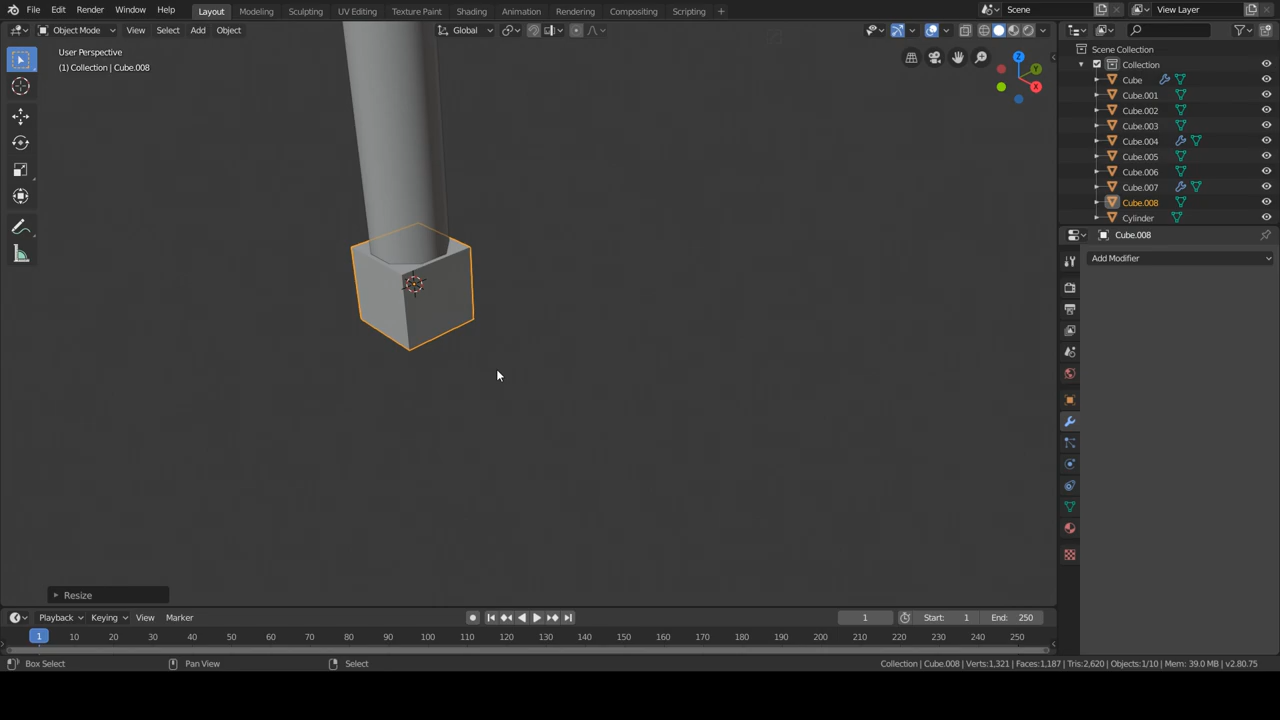 File Edit Render Window Help Layout Modeling Sculpting UV Editing Texture Paint Shading Animation Rendering Compositing Scripting + Scene View Layer
Object Mode View Select Add Object Global
User Perspective
(1) Collection | Cube.008
Z
Y
X
Scene Collection
Collection
Cube
Cube.001
Cube.002
Cube.003
Cube.004
Cube.005
Cube.006
Cube.007
Cube.008
Cylinder
Cube.008
Add Modifier
Resize
Playback Keying View Marker 1 Start: 1 End: 250
1 10 20 30 40 50 60 70 80 90 100 110 120 130 140 150 160 170 180 190 200 210 220 230 240 250
Box Select Pan View Select Collection | Cube.008 | Verts:1,321 | Faces:1,187 | Tris:2,620 | Objects:1/10 | Mem: 39.0 MB | v2.80.75